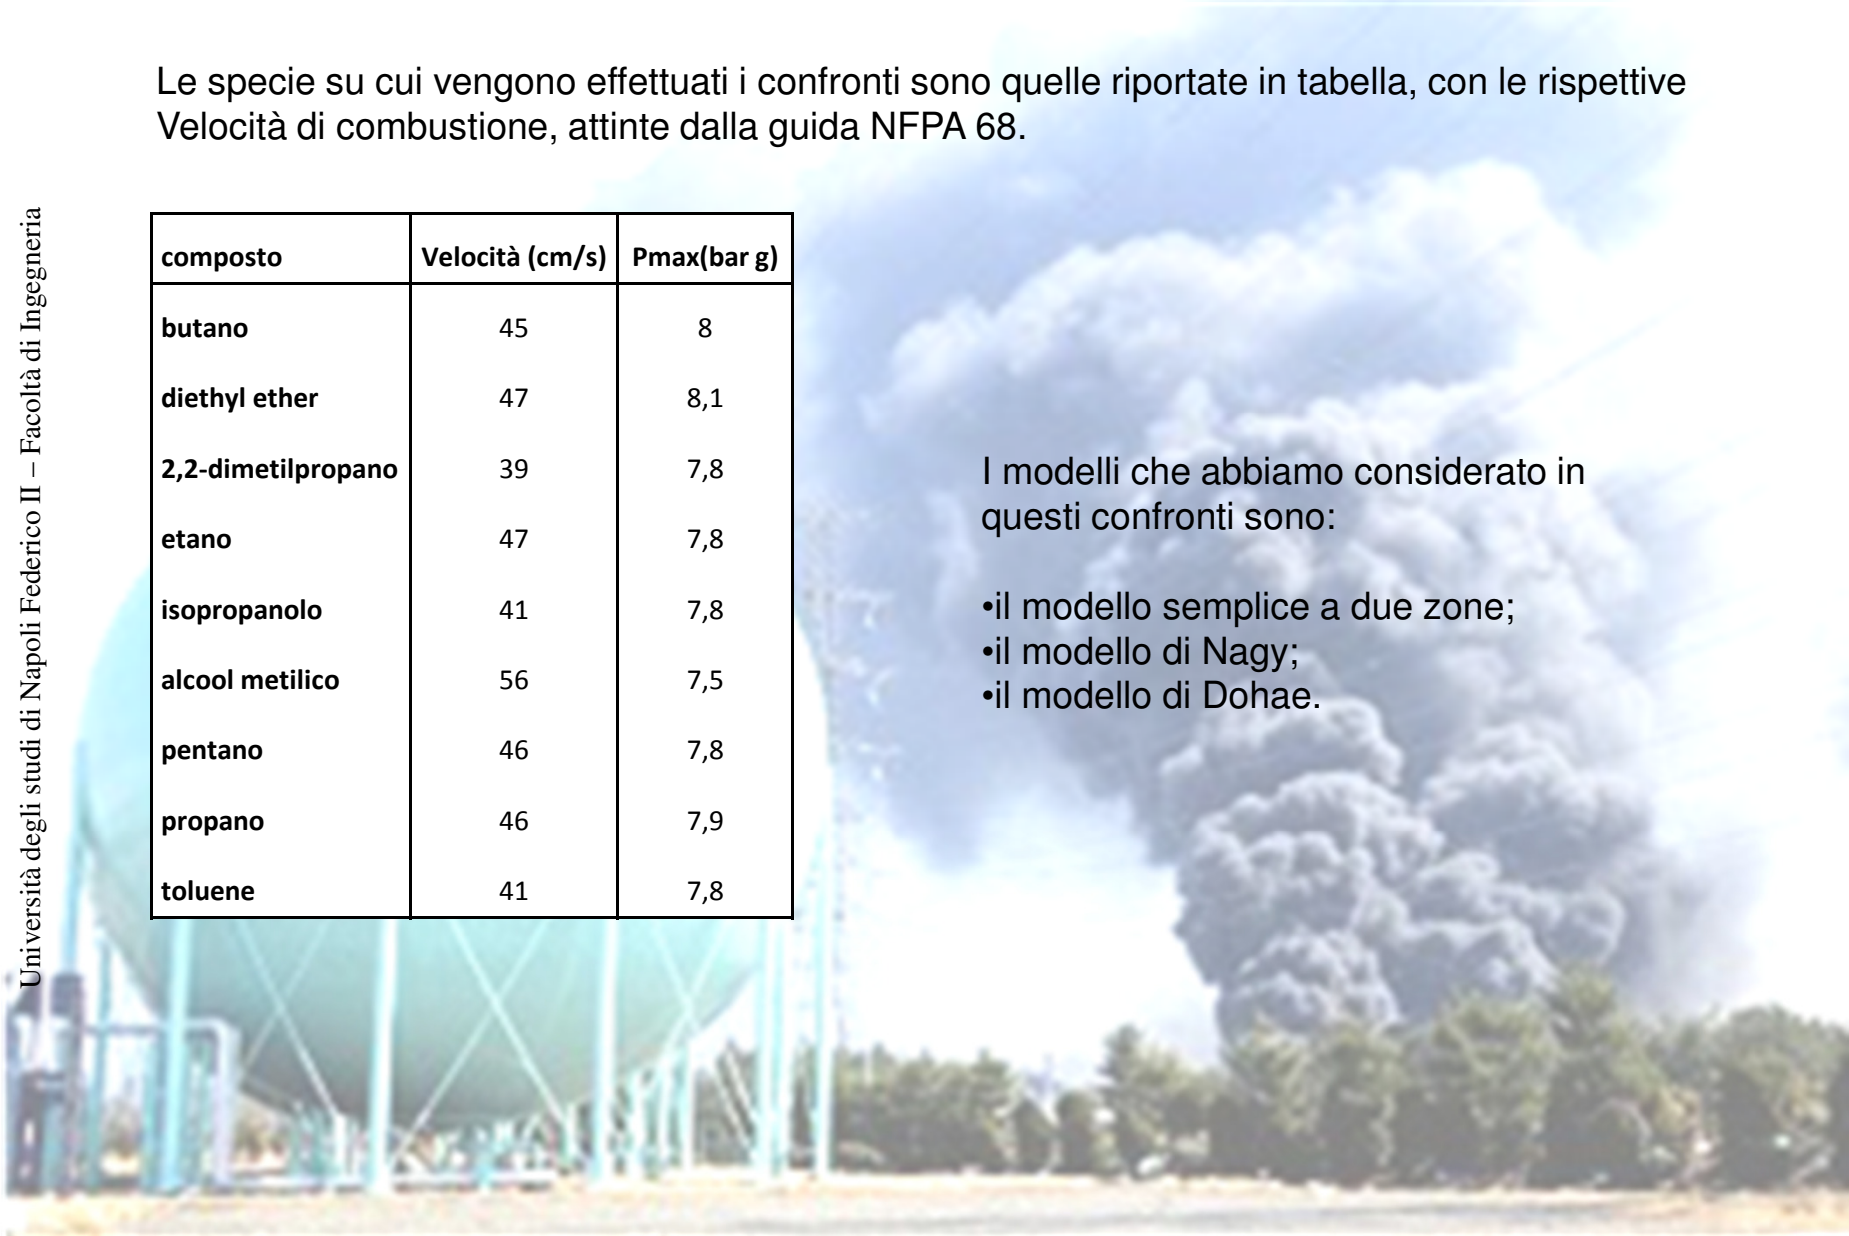 Le specie su cui vengono effettuati i confronti sono quelle riportate in tabella, con le rispettive
Velocità di combustione, attinte dalla guida NFPA 68.
Università degli studi di Napoli Federico II – Facoltà di Ingegneria
composto Velocità (cm/s) Pmax(bar g)
butano 45 8
diethyl ether 47 8,1
2,2-dimetilpropano 39 7,8
etano 47 7,8
isopropanolo 41 7,8
alcool metilico 56 7,5
pentano 46 7,8
propano 46 7,9
toluene 41 7,8
I modelli che abbiamo considerato in
questi confronti sono:
•il modello semplice a due zone;
•il modello di Nagy;
•il modello di Dohae.